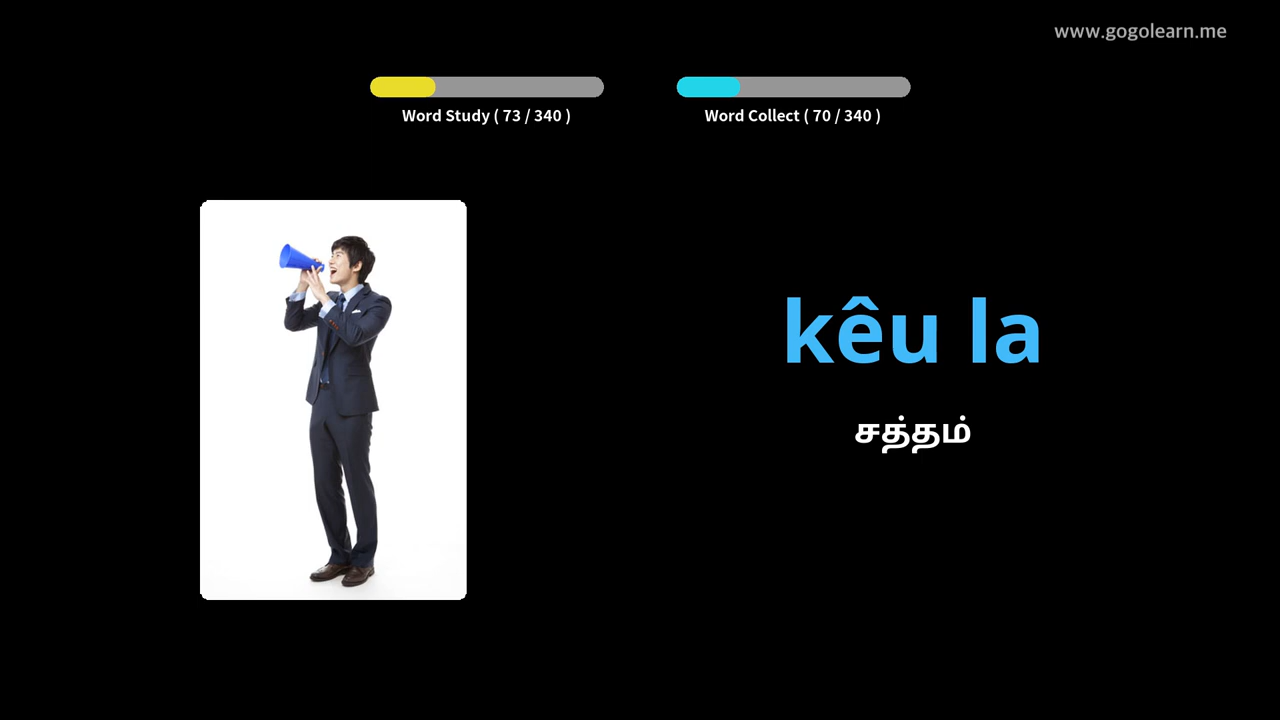 www.gogolearn.me
Word Study ( 73 / 340 )
Word Collect ( 70 / 340 )
kêu la
சத்தம்